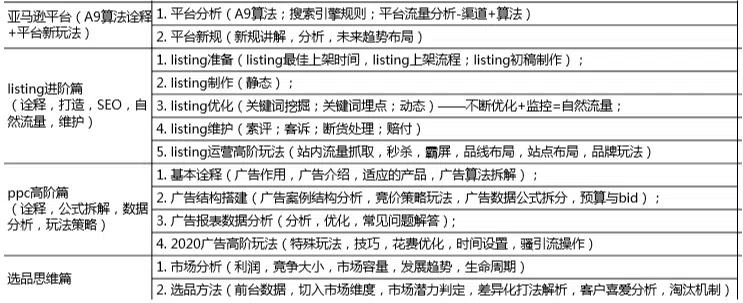 亚马逊平台（A9算法诠释
+平台新玩法）
1. 平台分析（A9算法；搜索引擎规则；平台流量分析-渠道+算法）
2. 平台新规（新规讲解，分析，未来趋势布局）
listing进阶篇
（诠释，打造，SEO，自
然流量，维护）
1. listing准备（listing最佳上架时间，listing上架流程；listing初稿制作）；
2. listing制作（静态）；
3. listing优化（关键词挖掘；关键词埋点；动态）——不断优化+监控=自然流量；
4. listing维护（索评；客诉；断货处理；赔付）
5. listing运营高阶玩法（站内流量抓取，秒杀，霸屏，品线布局，站点布局，品牌玩法）
ppc高阶篇
（诠释，公式拆解，数据
分析，玩法策略）
1. 基本诠释（广告作用，广告介绍，适应的产品，广告算法拆解）；
2. 广告结构搭建（广告案例结构分析，竞价策略玩法，广告数据公式拆分，预算与bid）；
3. 广告报表数据分析（分析，优化，常见问题解答）；
4. 2020广告高阶玩法（特殊玩法，技巧，花费优化，时间设置，骚引流操作）
选品思维篇
1. 市场分析（利润，竞争大小，市场容量，发展趋势，生命周期）
2. 选品方法（前台数据，切入市场维度，市场潜力判定，差异化打法解析，客户喜爱分析，淘汰机制）